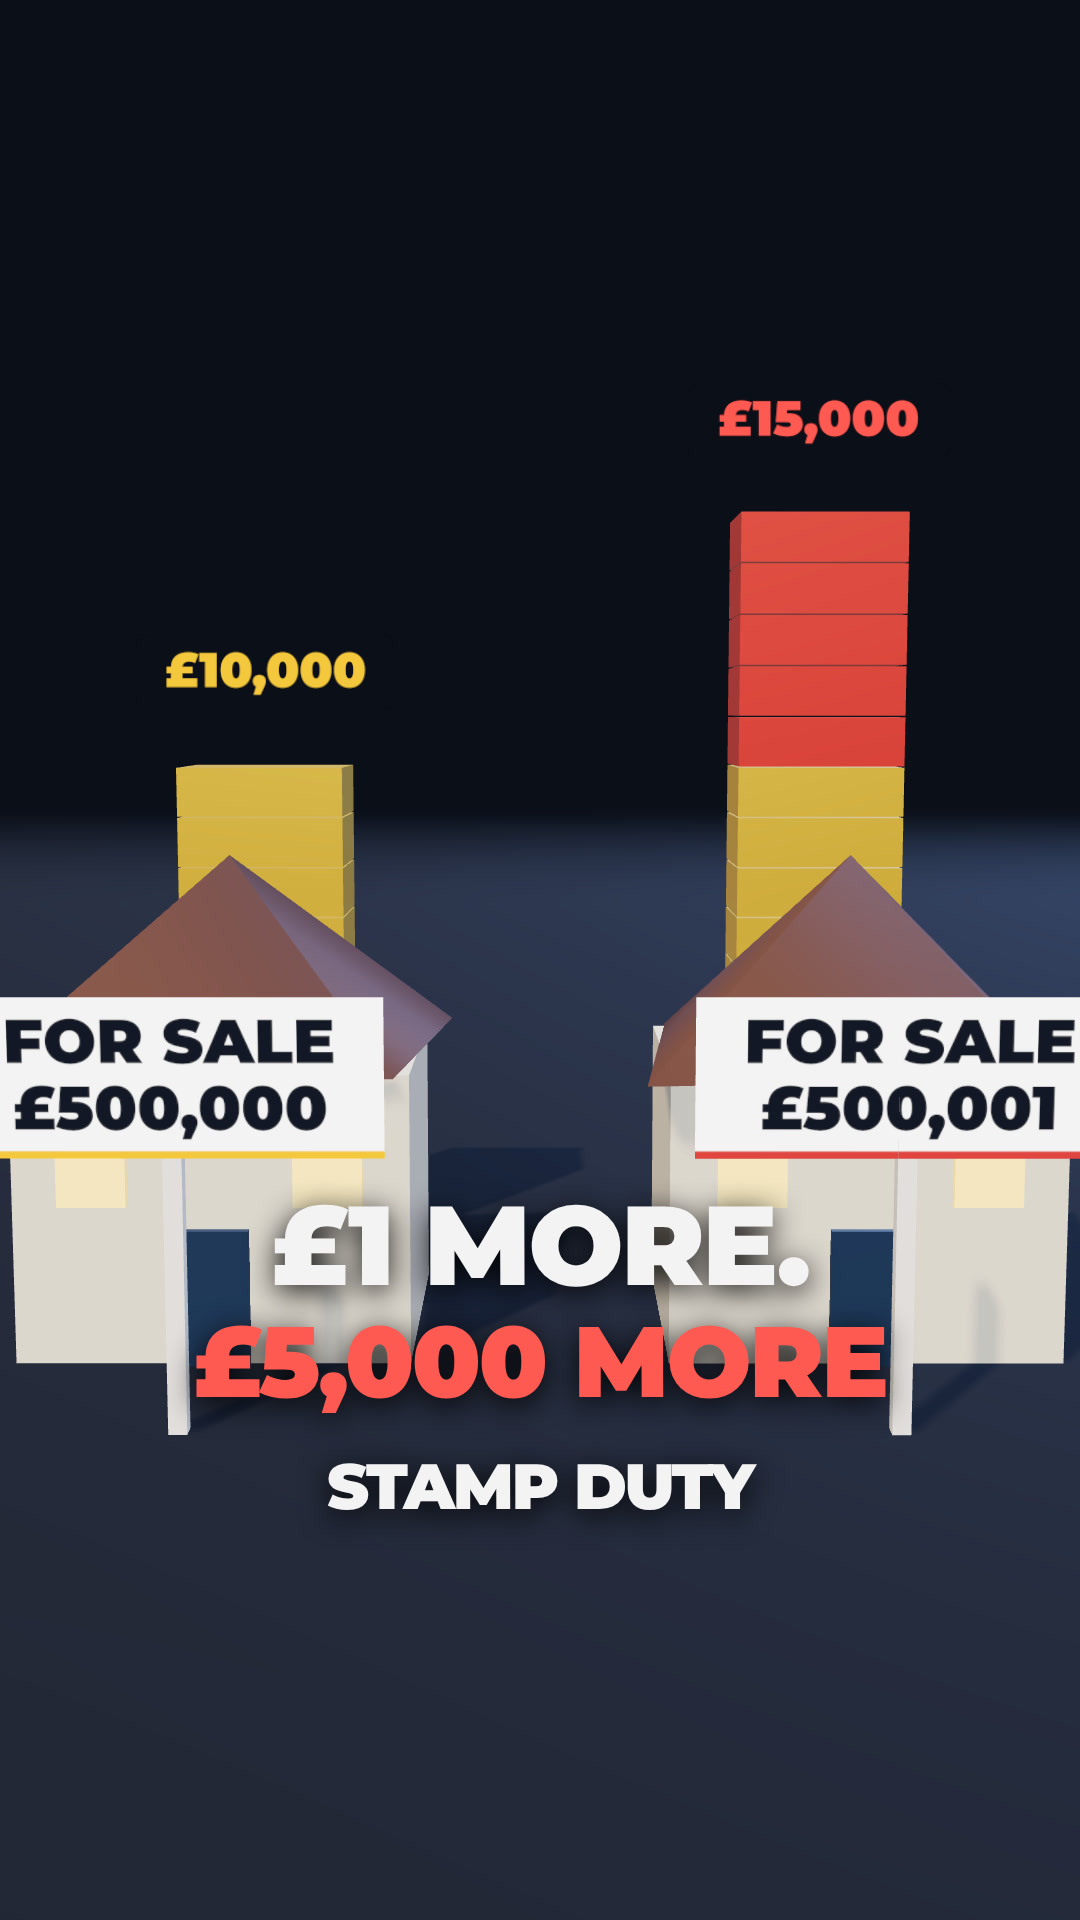 £15,000
£10,000
FOR SALE
£500,000
FOR SALE
£500,001
£1 MORE.
£5,000 MORE
STAMP DUTY